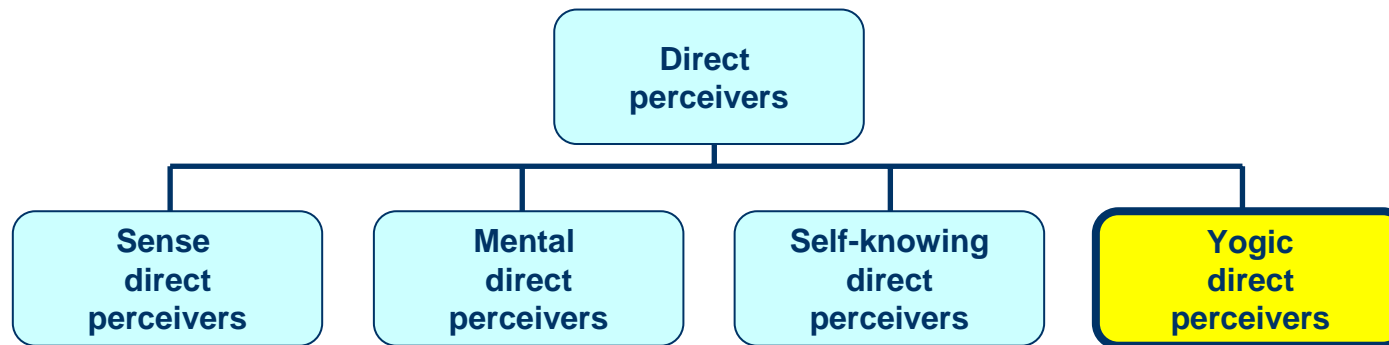 Direct
perceivers
Sense
direct
perceivers
Mental
direct
perceivers
Self-knowing
direct
perceivers
Yogic
direct
perceivers